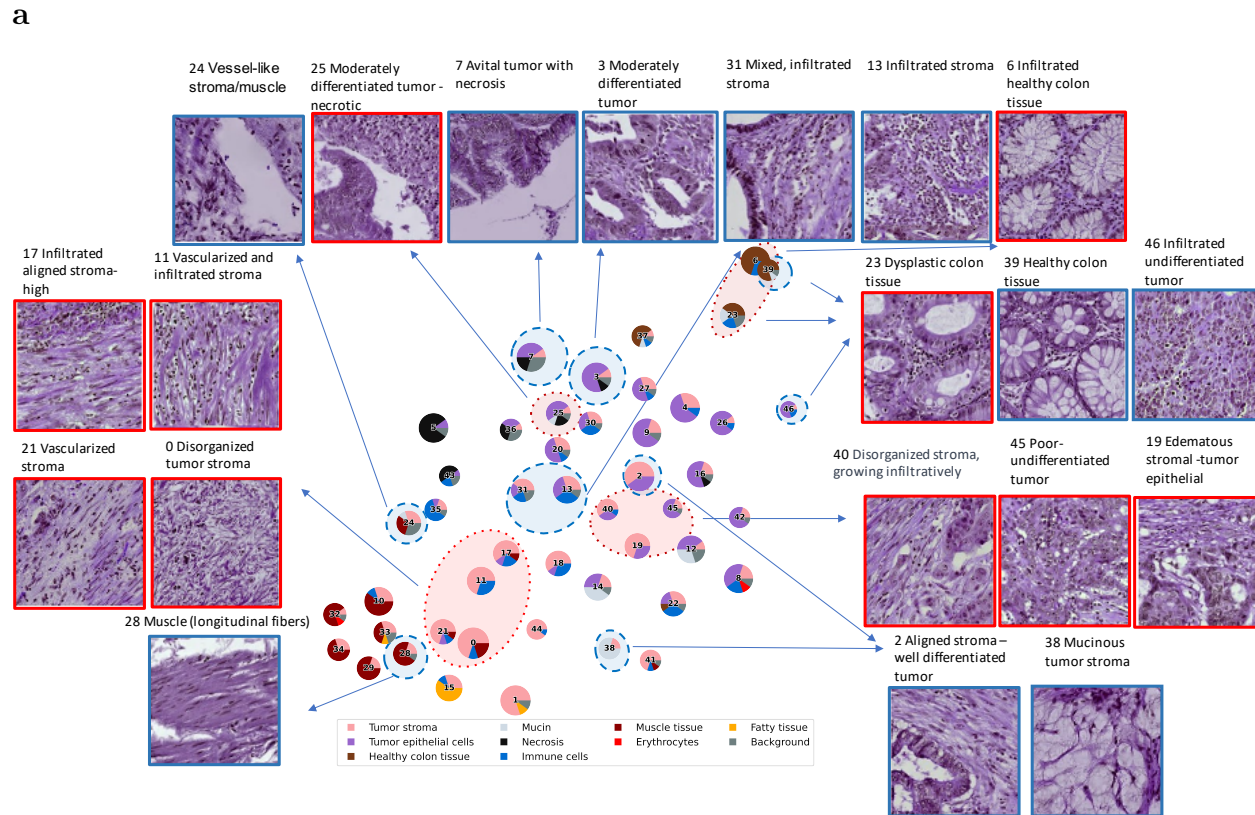 a
24 Vessel-like
stroma/muscle
25 Moderately
differentiated tumor -
necrotic
7 Avital tumor with
necrosis
3 Moderately
differentiated
tumor
31 Mixed, infiltrated
stroma
13 Infiltrated stroma
6 Infiltrated
healthy colon
tissue
17 Infiltrated
aligned stroma-
high
11 Vascularized and
infiltrated stroma
23 Dysplastic colon
tissue
39 Healthy colon
tissue
46 Infiltrated
undifferentiated
tumor
21 Vascularized
stroma
0 Disorganized
tumor stroma
40 Disorganized stroma,
growing infiltratively
45 Poor-
undifferentiated
tumor
19 Edematous
stromal -tumor
epithelial
28 Muscle (longitudinal fibers)
2 Aligned stroma –
well differentiated
tumor
38 Mucinous
tumor stroma
6
39
23
37
7
3
27
4
46
25
30
26
5
36
9
20
43
2
16
31
13
35
40
45
42
24
19
12
17
18
11
14
8
10
22
32
33
21
44
0
34
28
38
29
41
15
1
Tumor stroma
Tumor epithelial cells
Healthy colon tissue
Mucin
Necrosis
Immune cells
Muscle tissue
Erythrocytes
Fatty tissue
Background